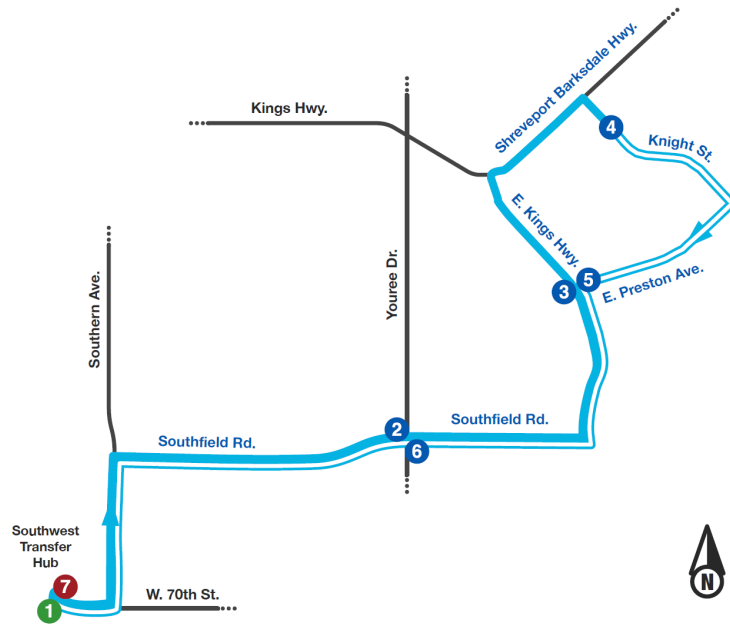 Shreveport Barksdale Hwy.
Kings Hwy.
4
Knight St.
E. Kings Hwy.
Youree Dr.
5
3
E. Preston Ave.
Southern Ave.
2
Southfield Rd.
Southfield Rd.
6
Southwest
Transfer
Hub
7
1
W. 70th St.
N